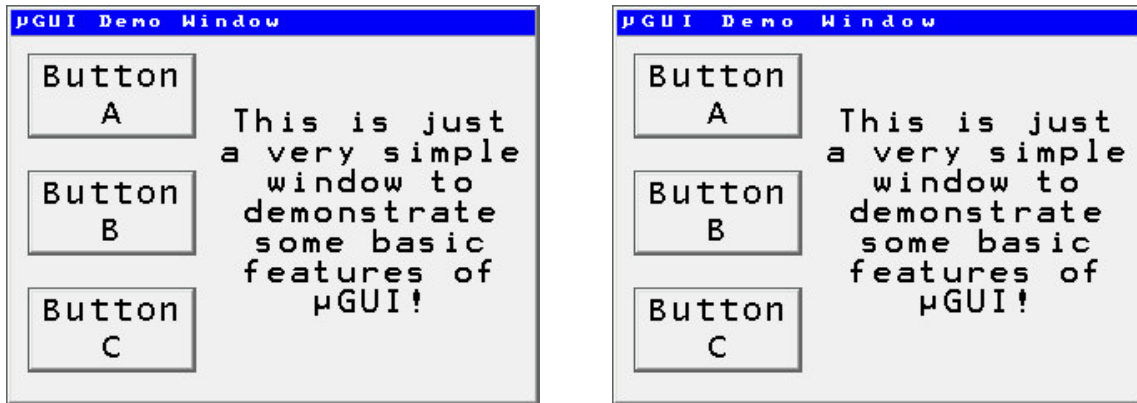 µGUI Demo Window
Button
A
Button
B
Button
C
This is just
a very simple
window to
demonstrate
some basic
features of
µGUI!
µGUI Demo Window
Button
A
Button
B
Button
C
This is just
a very simple
window to
demonstrate
some basic
features of
µGUI!